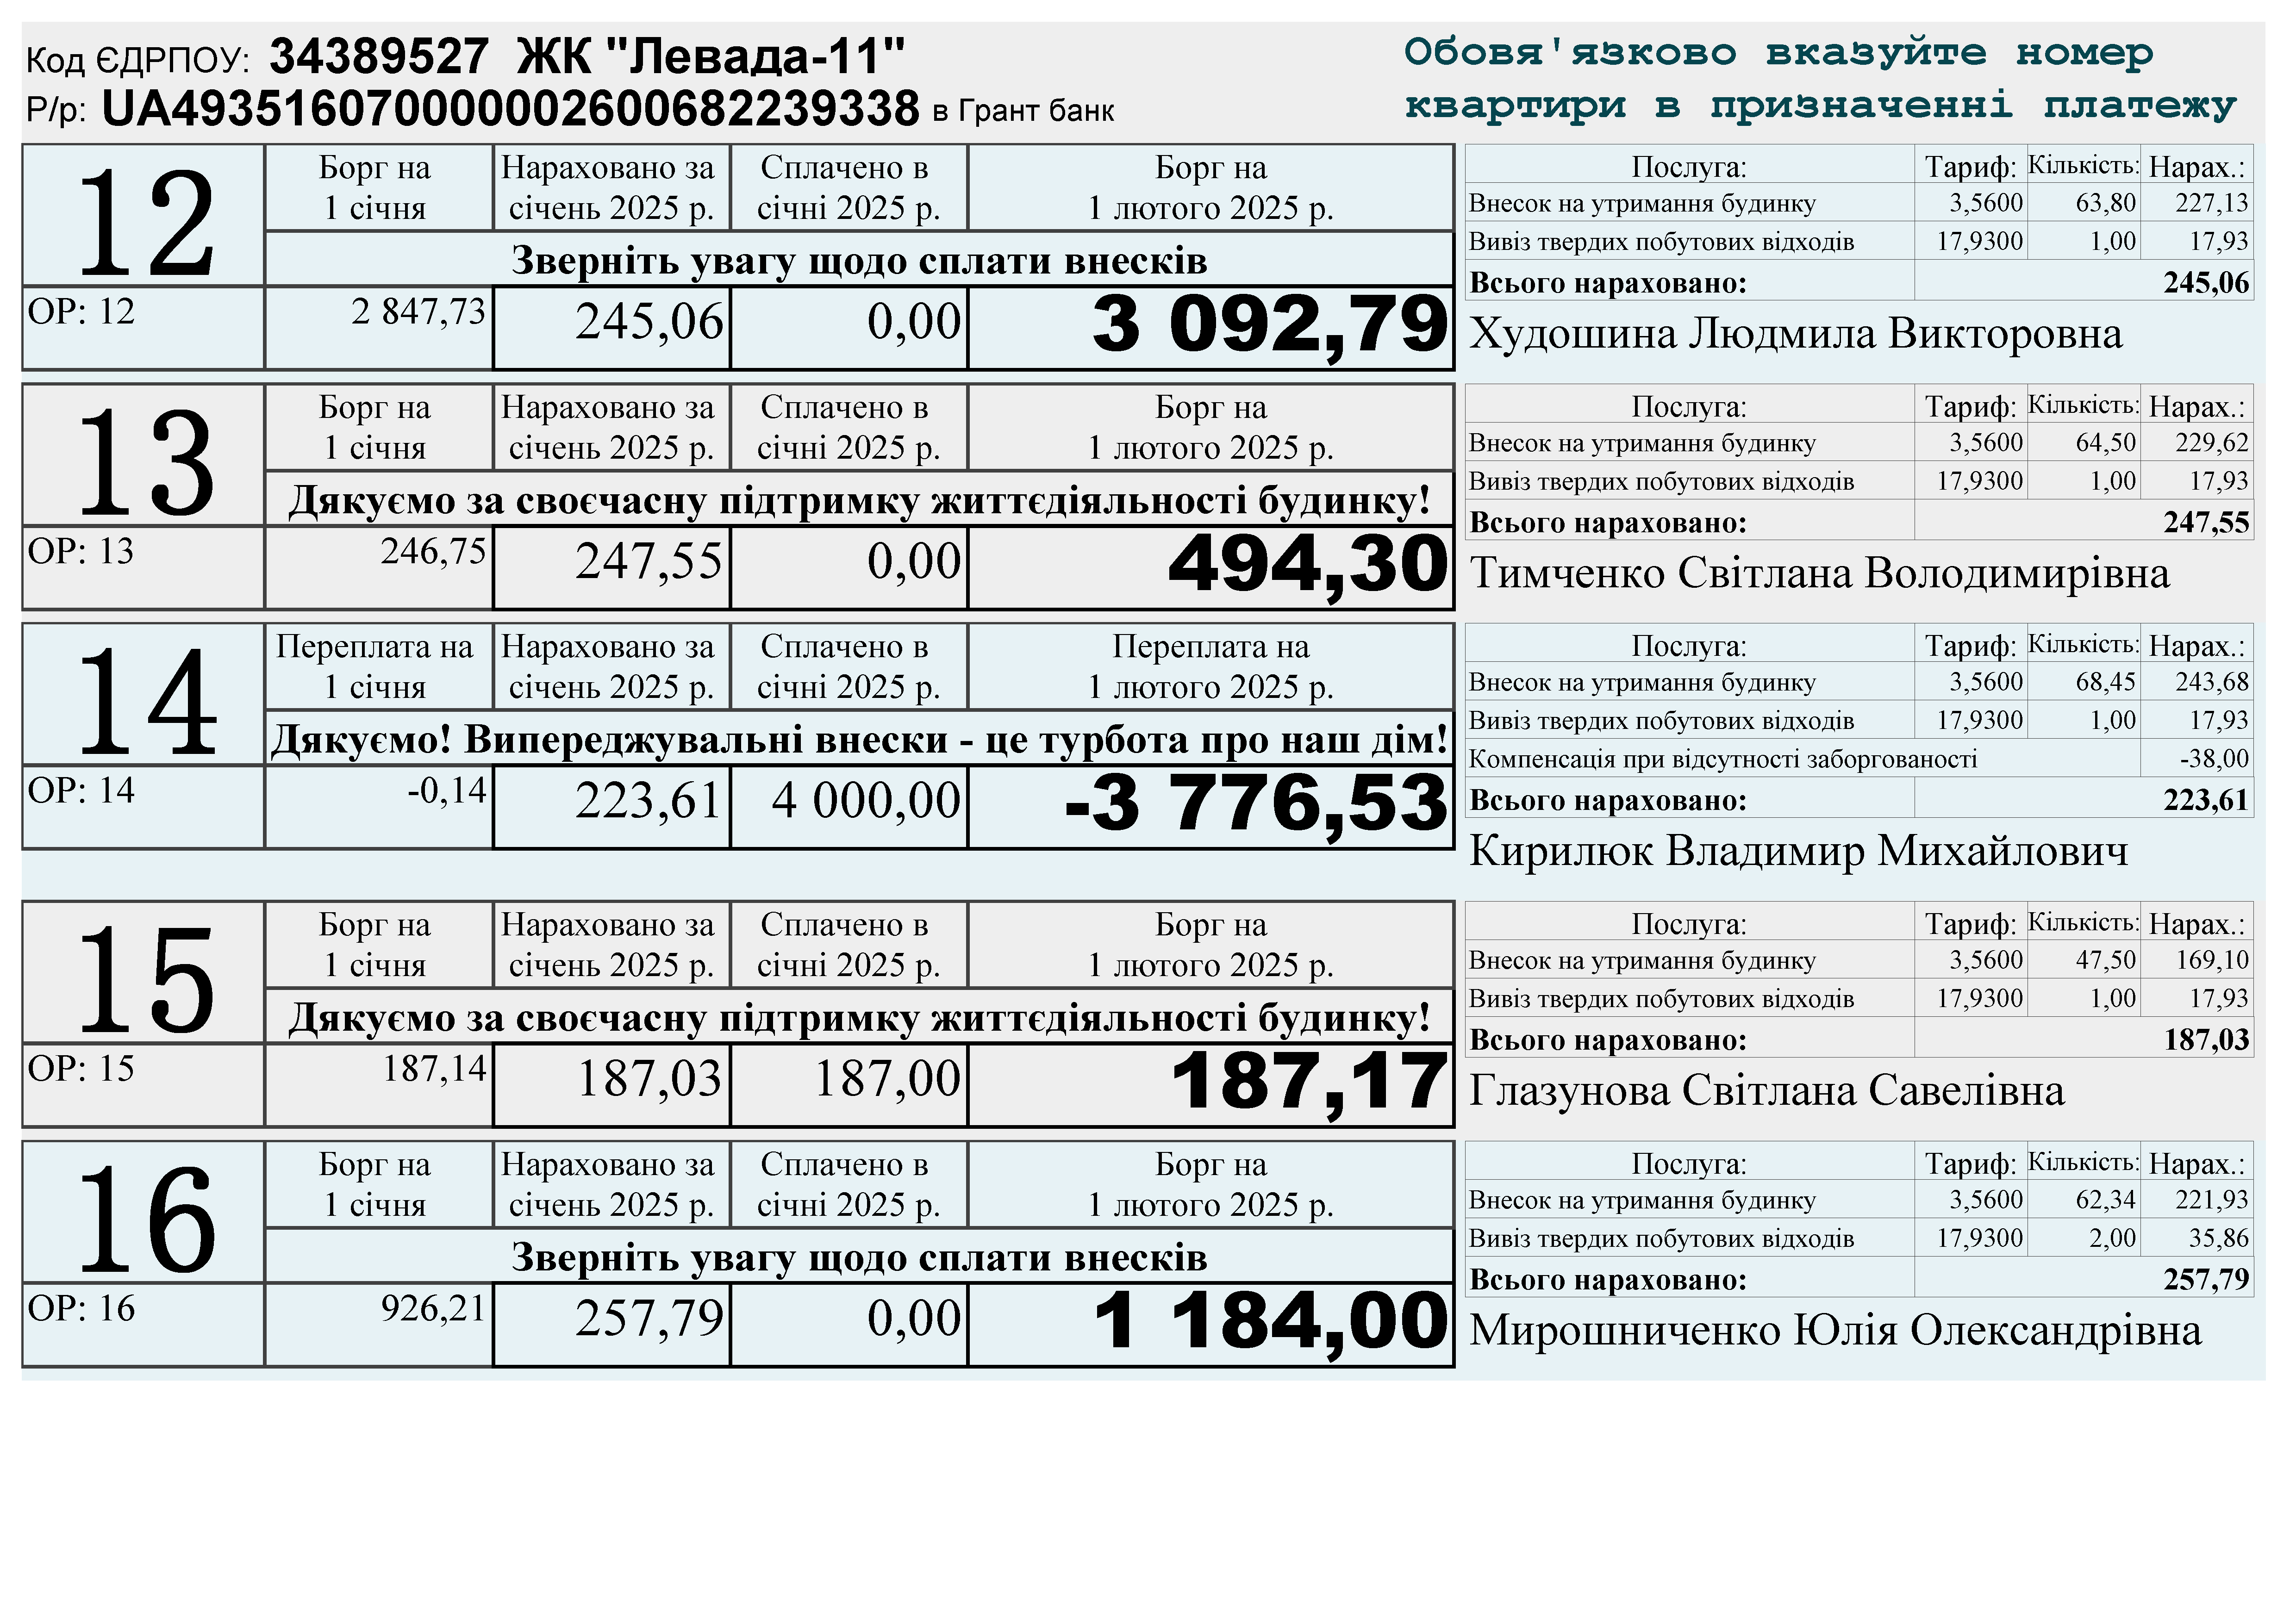 Код ЄДРПОУ: 34389527 ЖК "Левада-11"
Р/р: UA493516070000002600682239338 в Грант банк
Обовя'язково вказуйте номер
квартири в призначенні платежу
12
Борг на
1 січня
Нараховано за
січень 2025 р.
Сплачено в
січні 2025 р.
Борг на
1 лютого 2025 р.
Зверніть увагу щодо сплати внесків
ОР: 12 2 847,73 245,06 0,00 3 092,79
Послуга: Тариф: Кількість: Нарах.:
Внесок на утримання будинку 3,5600 63,80 227,13
Вивіз твердих побутових відходів 17,9300 1,00 17,93
Всього нараховано: 245,06
Худошина Людмила Викторовна
13
Борг на
1 січня
Нараховано за
січень 2025 р.
Сплачено в
січні 2025 р.
Борг на
1 лютого 2025 р.
Дякуємо за своєчасну підтримку життєдіяльності будинку!
ОР: 13 246,75 247,55 0,00 494,30
Послуга: Тариф: Кількість: Нарах.:
Внесок на утримання будинку 3,5600 64,50 229,62
Вивіз твердих побутових відходів 17,9300 1,00 17,93
Всього нараховано: 247,55
Тимченко Світлана Володимирівна
14
Переплата на
1 січня
Нараховано за
січень 2025 р.
Сплачено в
січні 2025 р.
Переплата на
1 лютого 2025 р.
Дякуємо! Випереджувальні внески - це турбота про наш дім!
ОР: 14 -0,14 223,61 4 000,00 -3 776,53
Послуга: Тариф: Кількість: Нарах.:
Внесок на утримання будинку 3,5600 68,45 243,68
Вивіз твердих побутових відходів 17,9300 1,00 17,93
Компенсація при відсутності заборгованості -38,00
Всього нараховано: 223,61
Кирилюк Владимир Михайлович
15
Борг на
1 січня
Нараховано за
січень 2025 р.
Сплачено в
січні 2025 р.
Борг на
1 лютого 2025 р.
Дякуємо за своєчасну підтримку життєдіяльності будинку!
ОР: 15 187,14 187,03 187,00 187,17
Послуга: Тариф: Кількість: Нарах.:
Внесок на утримання будинку 3,5600 47,50 169,10
Вивіз твердих побутових відходів 17,9300 1,00 17,93
Всього нараховано: 187,03
Глазунова Світлана Савелівна
16
Борг на
1 січня
Нараховано за
січень 2025 р.
Сплачено в
січні 2025 р.
Борг на
1 лютого 2025 р.
Зверніть увагу щодо сплати внесків
ОР: 16 926,21 257,79 0,00 1 184,00
Послуга: Тариф: Кількість: Нарах.:
Внесок на утримання будинку 3,5600 62,34 221,93
Вивіз твердих побутових відходів 17,9300 2,00 35,86
Всього нараховано: 257,79
Мирошниченко Юлія Олександрівна